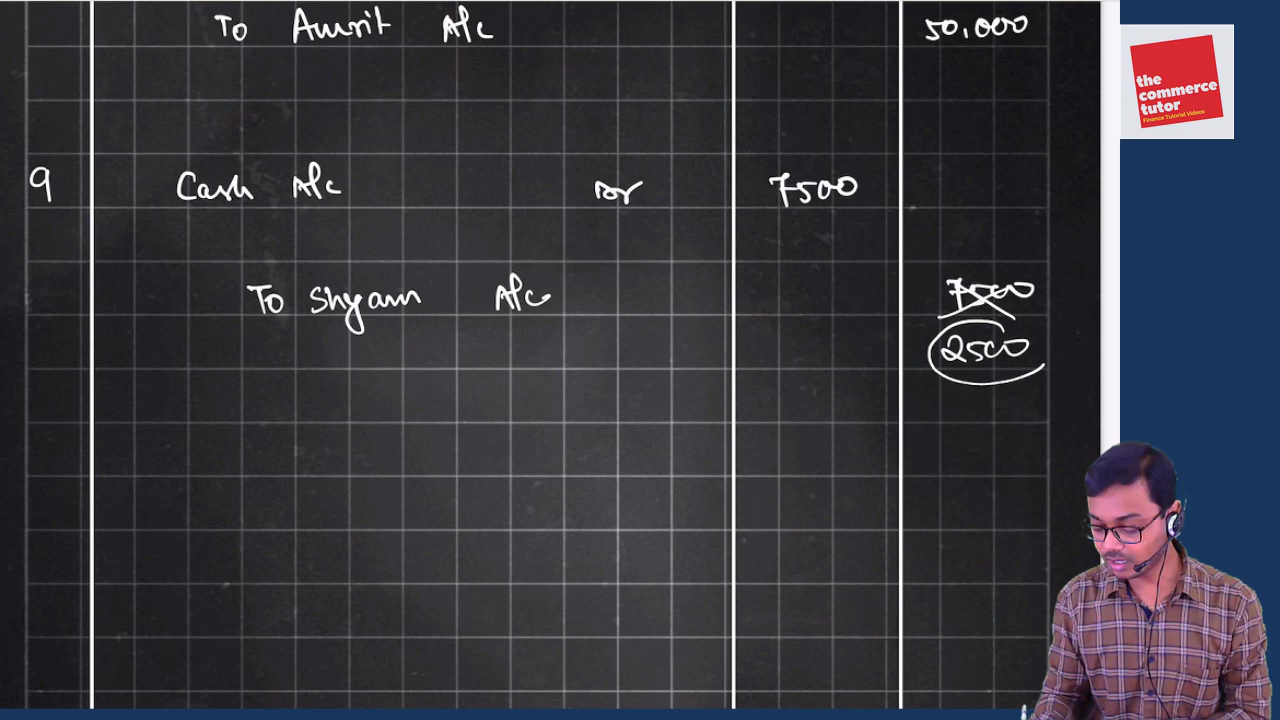 To Amrit A/c 50,000
9 Cash A/c Dr 7500
To Shyam A/c 7500
2500
the
commerce
tutor
Finance Tutorial Videos